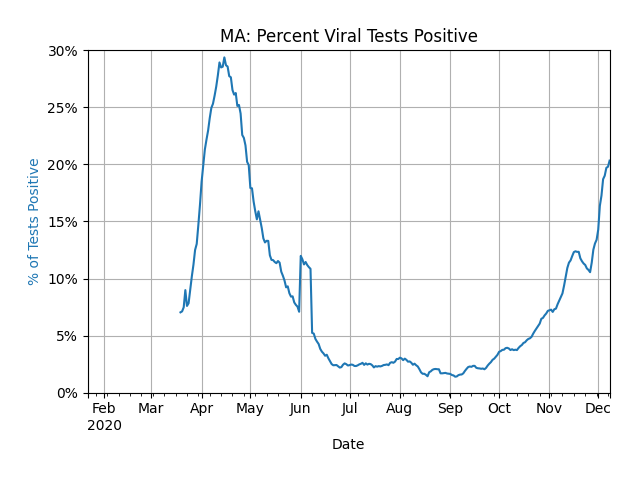 MA: Percent Viral Tests Positive
30%
25%
20%
15%
10%
5%
0%
% of Tests Positive
Feb Mar Apr May Jun Jul Aug Sep Oct Nov Dec
2020
Date